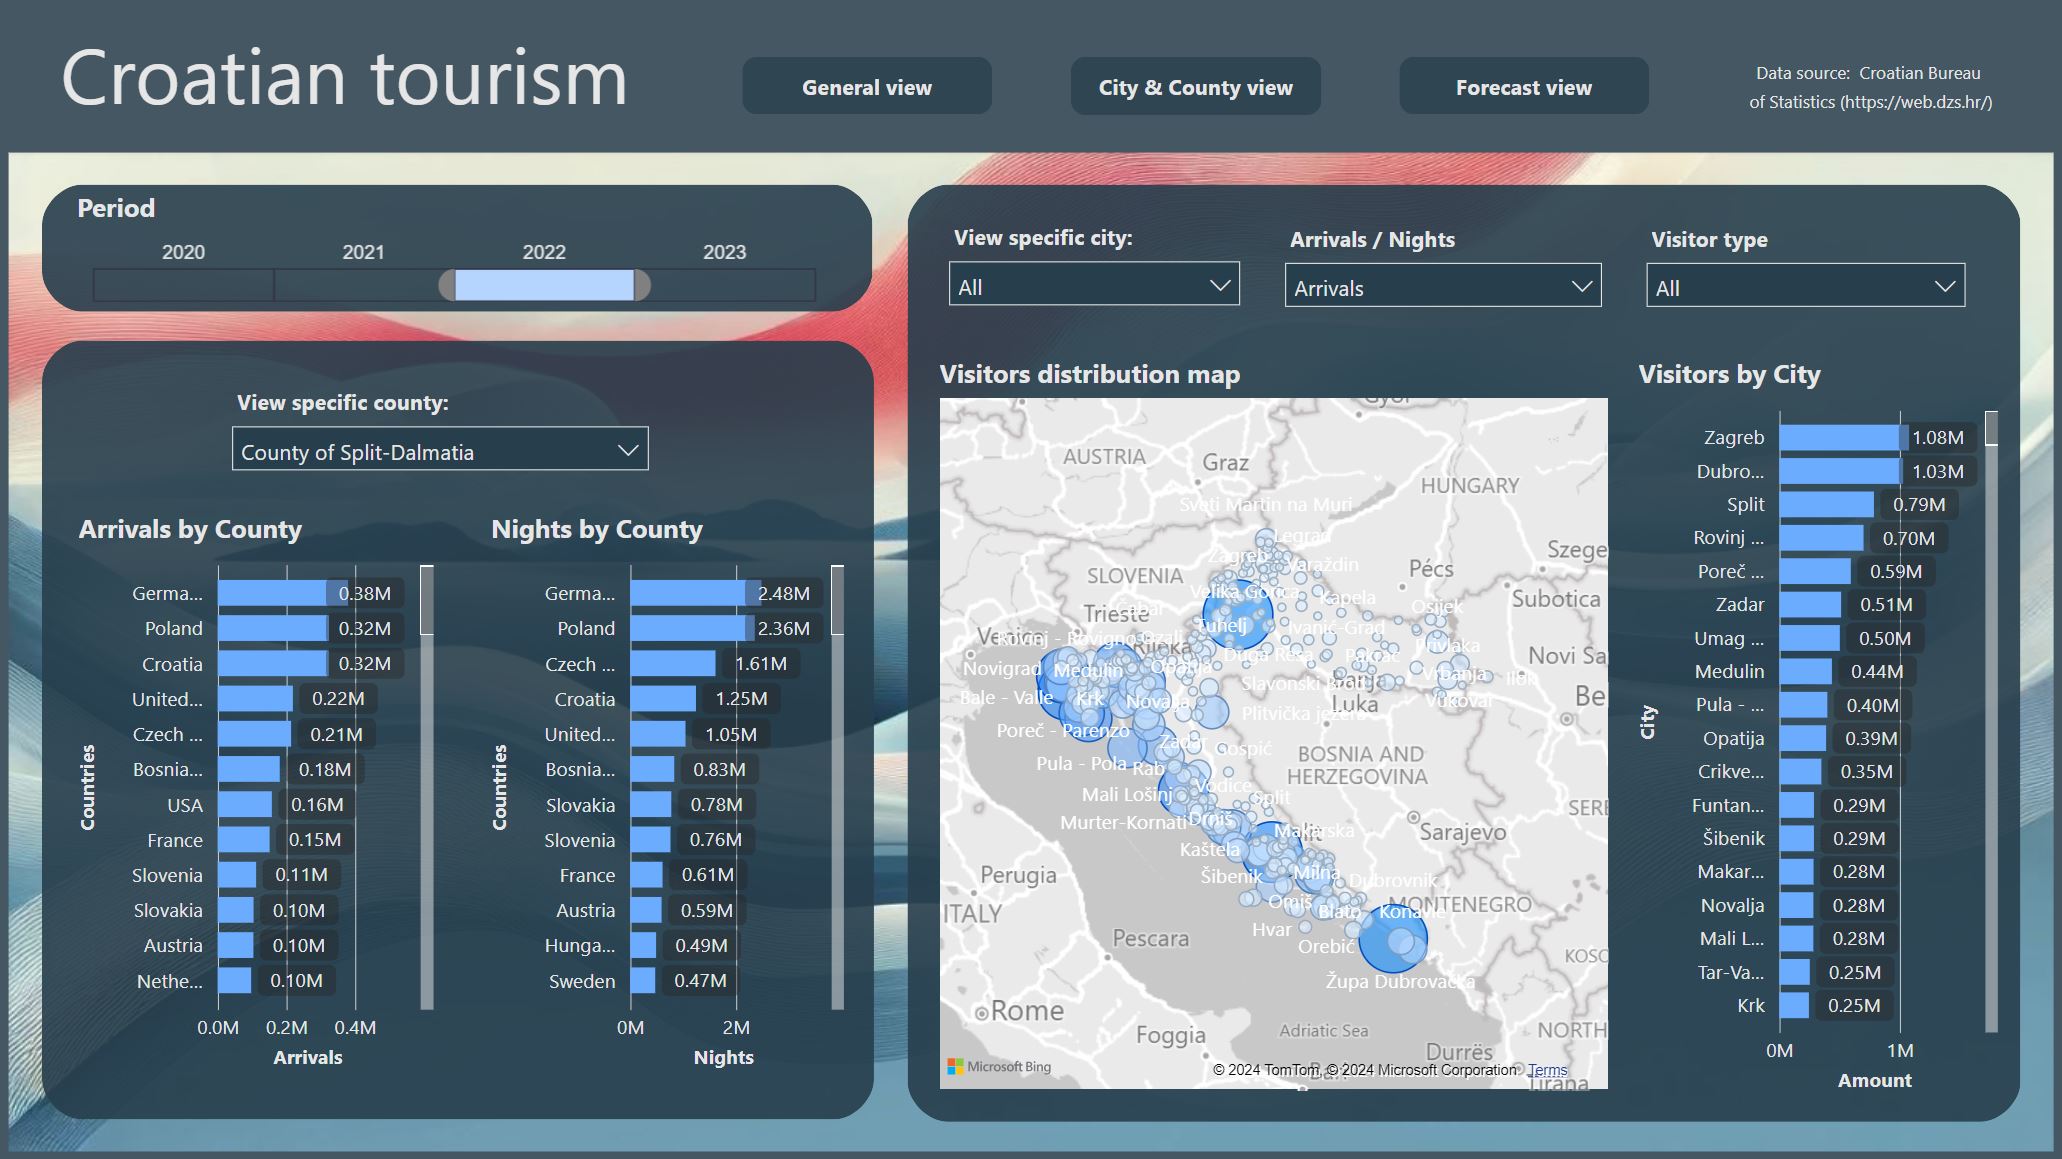 Croatian tourism
General view
City & County view
Forecast view
Data source:  Croatian Bureau
of Statistics (https://web.dzs.hr/)
Period
2020
2021
2022
2023
View specific county:
County of Split-Dalmatia
Arrivals by County
Countries
Germa...
0.38M
Poland
0.32M
Croatia
0.32M
United...
0.22M
Czech ...
0.21M
Bosnia...
0.18M
USA
0.16M
France
0.15M
Slovenia
0.11M
Slovakia
0.10M
Austria
0.10M
Nethe...
0.10M
0.0M
0.2M
0.4M
Arrivals
Nights by County
Countries
Germa...
2.48M
Poland
2.36M
Czech ...
1.61M
Croatia
1.25M
United...
1.05M
Bosnia...
0.83M
Slovakia
0.78M
Slovenia
0.76M
France
0.61M
Austria
0.59M
Hunga...
0.49M
Sweden
0.47M
0M
2M
Nights
View specific city:
All
Arrivals / Nights
Arrivals
Visitor type
All
Visitors distribution map
AUSTRIA
Graz
HUNGARY
Sveti Martin na Muri
Legrad
Zagreb
Varaždin
Pécs
Szege
SLOVENIA
Velika Gorica
Kapela
Osijek
Subotica
Čabar
Trieste
Tuhelj
Ivanić-Grad
Privlaka
Rovinj - Rovigno
Ozalj
Rijeka
Duga Resa
Pakrac
Novi Sa
Novigrad
Medulin
Opatija
Slavonski Brod
Vrbanja
Ilok
Bale - Valle
Krk
Novalja
Plitvička jezera
Luka
Vukovar
Be
Poreč - Parenzo
Zadar
Gospić
BOSNIA AND
HERZEGOVINA
Pula - Pola
Rab
Mali Lošinj
Vodice
Split
SERE
Murter-Kornati
Drniš
Makarska
Sarajevo
Kaštela
Šibenik
Milna
Dubrovnik
Perugia
ITALY
Omiš
Blato
Konavle
MONTENEGRO
Hvar
Orebić
Pescara
KOSO
Župa Dubrovačka
Rome
Foggia
Adriatic Sea
NORTH
Durrës
Tirana
Microsoft Bing
© 2024 TomTom, © 2024 Microsoft Corporation
Terms
Visitors by City
City
Zagreb
1.08M
Dubro...
1.03M
Split
0.79M
Rovinj ...
0.70M
Poreč ...
0.59M
Zadar
0.51M
Umag ...
0.50M
Medulin
0.44M
Pula - ...
0.40M
Opatija
0.39M
Crikve...
0.35M
Funtan...
0.29M
Šibenik
0.29M
Makar...
0.28M
Novalja
0.28M
Mali L...
0.28M
Tar-Va...
0.25M
Krk
0.25M
0M
1M
Amount